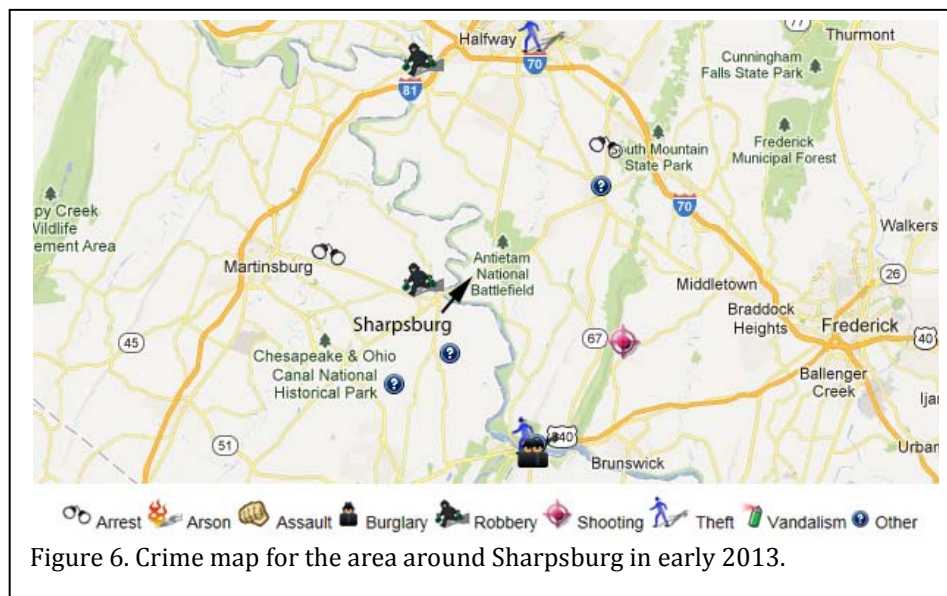 77
Halfway
Thurmont
70
Cunningham
Falls State Park
81
South Mountain
State Park
Frederick
Municipal Forest
?
70
py Creek
Wildlife
ement Area
Walkers
Martinsburg
Antietam
National
Battlefield
26
Middletown
Sharpsburg
Braddock
Heights
Frederick
45
67
40
?
Chesapeake & Ohio
Canal National
Historical Park
?
Ballenger
Creek
Ijar
51
340
Brunswick
Urban
Arrest Arson Assault Burglary Robbery Shooting Theft Vandalism ? Other
Figure 6. Crime map for the area around Sharpsburg in early 2013.